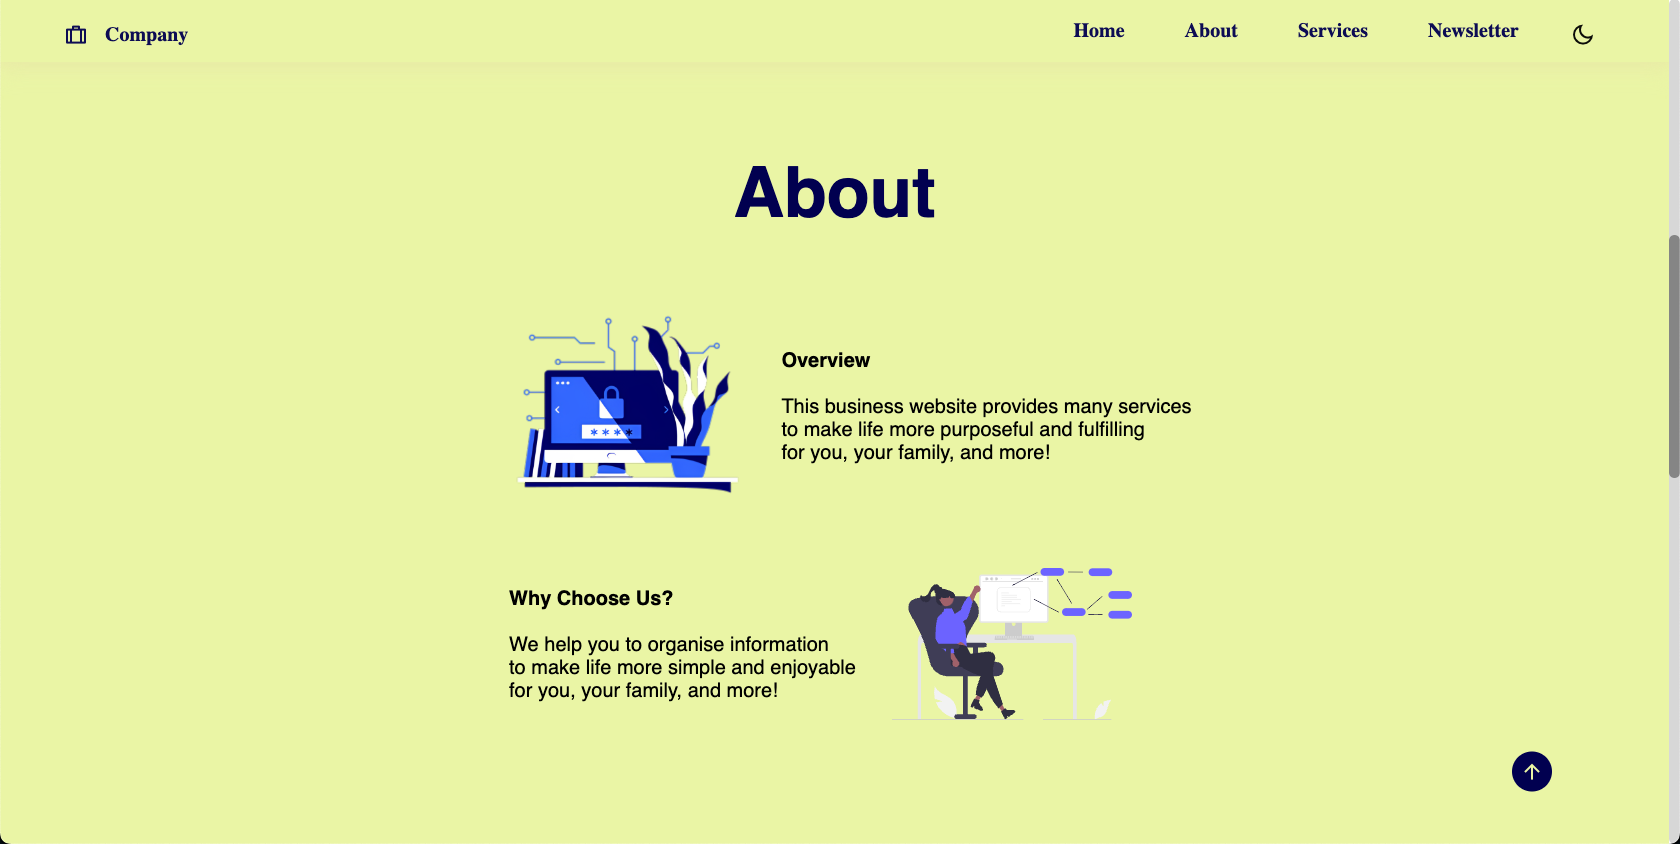 Company
Home
About
Services
Newsletter
About
Overview
This business website provides many services
to make life more purposeful and fulfilling
for you, your family, and more!
Why Choose Us?
We help you to organise information
to make life more simple and enjoyable
for you, your family, and more!